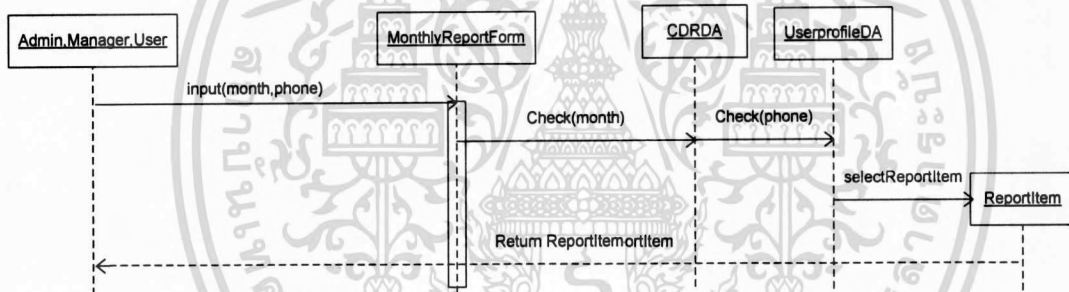 Admin,Manager,User
MonthlyReportForm
CDRDA
UserprofileDA
input(month,phone)
Check(month)
Check(phone)
selectReportItem
ReportItem
Return ReportItemortItem